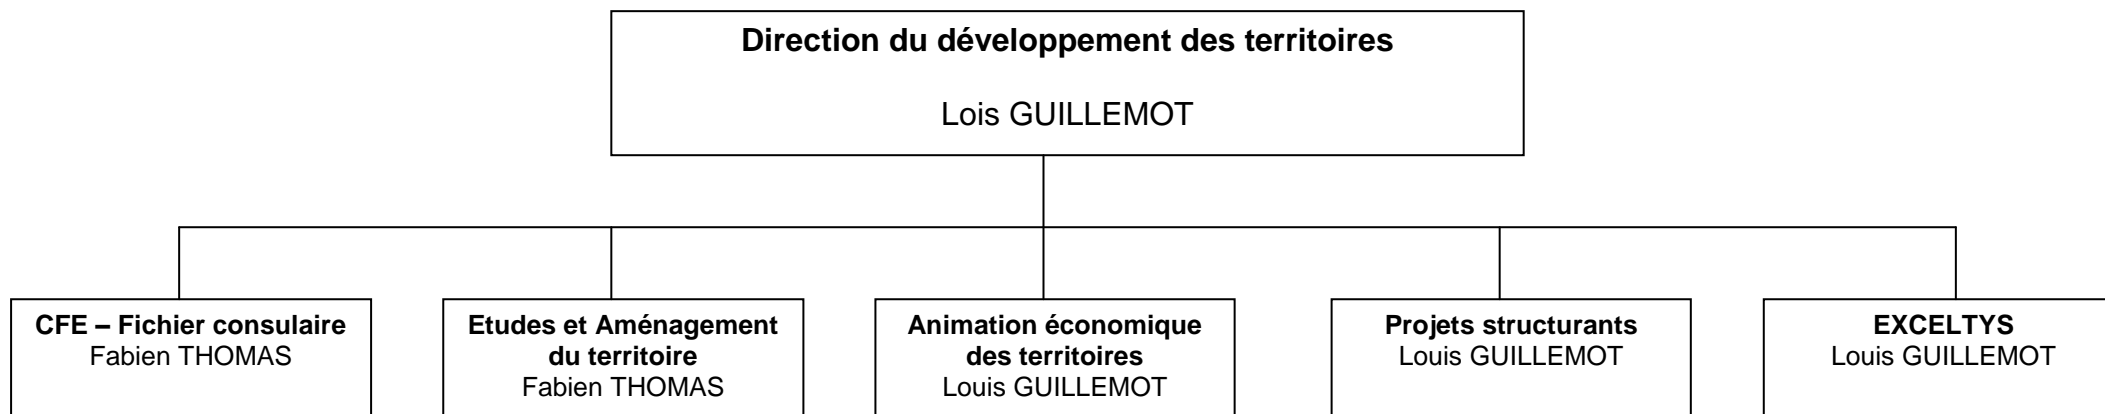 Direction du développement des territoires
Lois GUILLEMOT
CFE – Fichier consulaire
Fabien THOMAS
Etudes et Aménagement
du territoire
Fabien THOMAS
Animation économique
des territoires
Louis GUILLEMOT
Projets structurants
Louis GUILLEMOT
EXCELTYS
Louis GUILLEMOT